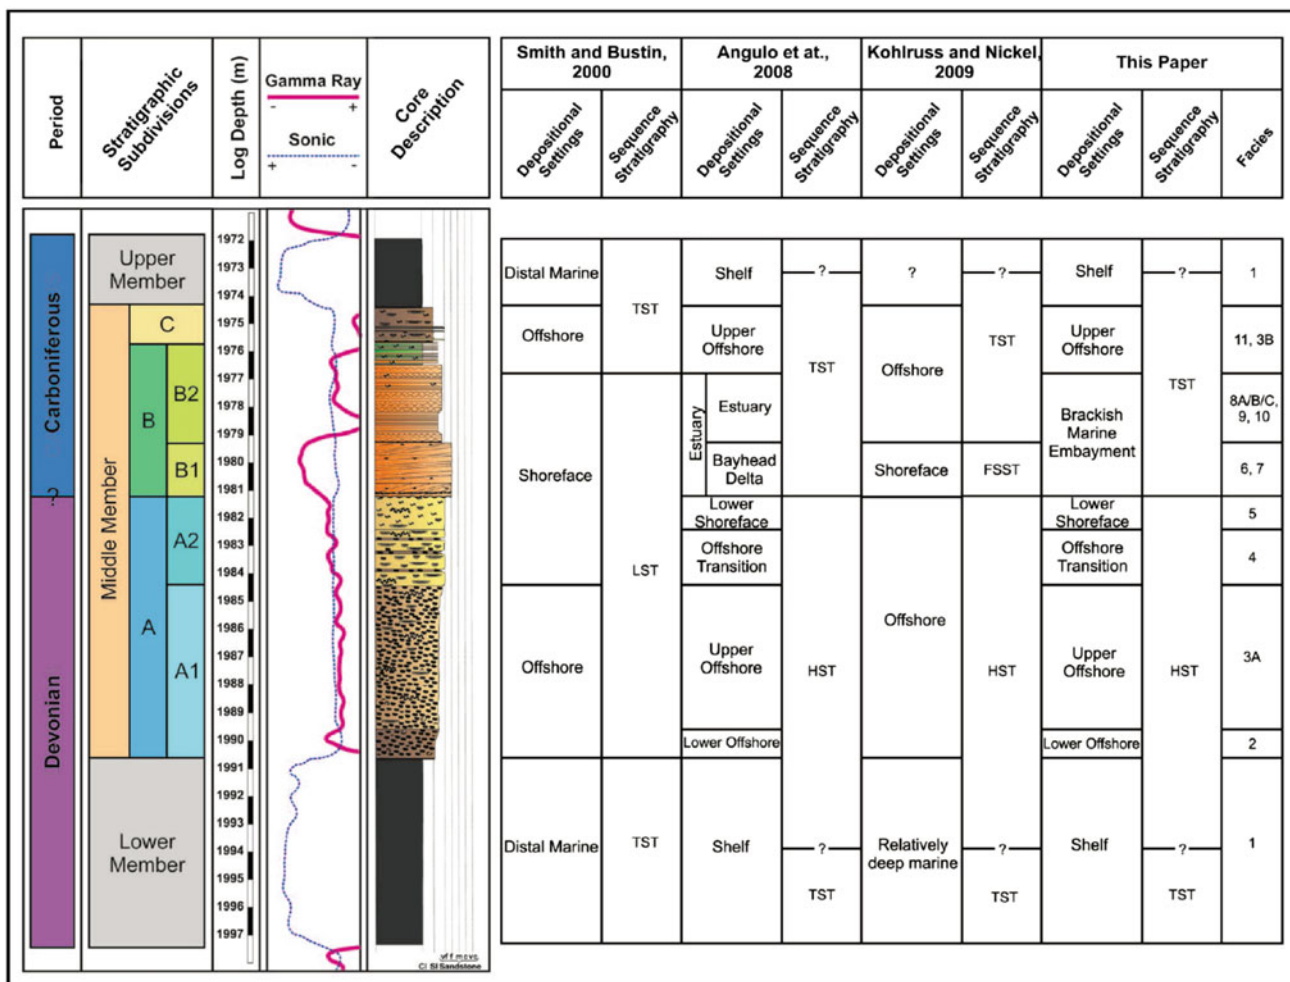 Smith and Bustin,
2000
Angulo et at.,
2008
Kohlruss and Nickel,
2009
This Paper
Period
Stratigraphic
Subdivisions
Log Depth (m)
Gamma Ray
- +
Sonic
+ -
Core
Description
Depositional
Settings
Sequence
Stratigraphy
Depositional
Settings
Sequence
Stratigraphy
Depositional
Settings
Sequence
Stratigraphy
Depositional
Settings
Sequence
Stratigraphy
Facies
Carboniferous
?
Devonian
Upper
Member
Middle Member
C
B
B2
B1
A
A2
A1
Lower
Member
1972
1973
1974
1975
1976
1977
1978
1979
1980
1981
1982
1983
1984
1985
1986
1987
1988
1989
1990
1991
1992
1993
1994
1995
1996
1997
vf f m c vc
Cl SI Sandstone
Distal Marine
Offshore
Shoreface
Offshore
Distal Marine
TST
LST
TST
Shelf
Upper
Offshore
Estuary
Estuary
Bayhead
Delta
Lower
Shoreface
Offshore
Transition
Upper
Offshore
Lower Offshore
Shelf
?
TST
HST
?
TST
?
Offshore
Shoreface
Offshore
Relatively
deep marine
?
TST
FSST
HST
?
TST
Shelf
Upper
Offshore
Brackish
Marine
Embayment
Lower
Shoreface
Offshore
Transition
Upper
Offshore
Lower Offshore
Shelf
?
TST
HST
?
TST
1
11, 3B
8A/B/C,
9, 10
6, 7
5
4
3A
2
1